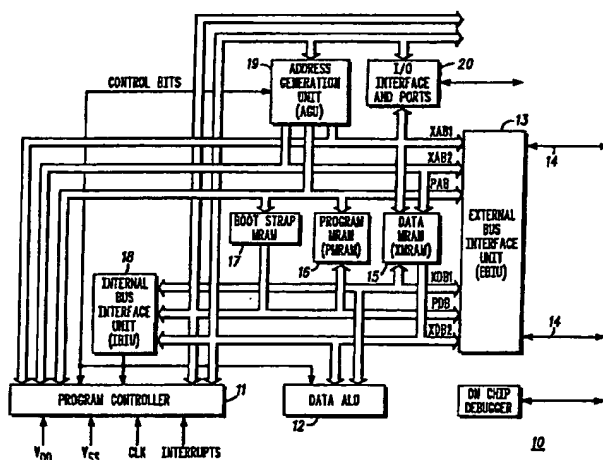 CONTROL BITS
19
ADDRESS
GENERATION
UNIT
(AGU)
I/O
INTERFACE
AND PORTS
20
13
XAB1
XAB2
PAB
14
EXTERNAL
BUS
INTERFACE
UNIT
(EBIU)
BOOT STRAP
MRAM
17
PROGRAM
MRAM
(PMRAM)
16
DATA
MRAM
(XMRAM)
15
18
INTERNAL
BUS
INTERFACE
UNIT
(IBIU)
XDB1
PDB
XDB2
14
PROGRAM CONTROLLER
11
DATA ALU
12
ON CHIP
DEBUGGER
VDD
VSS
CLK
INTERRUPTS
10